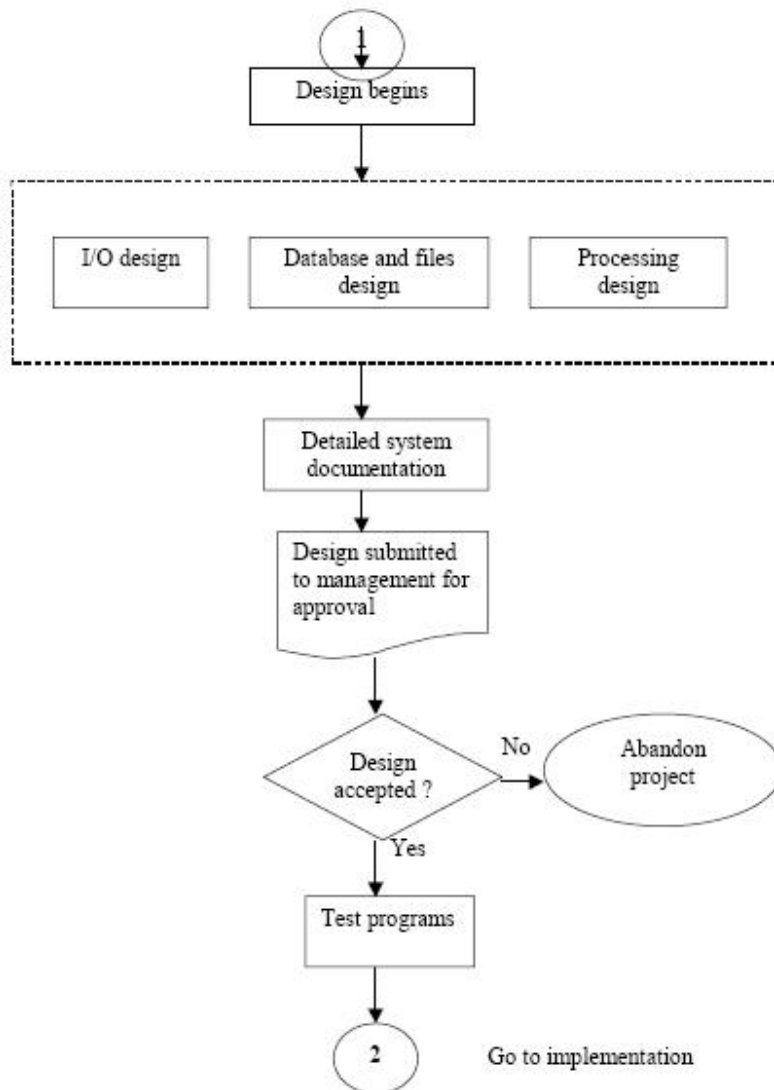 1
Design begins
I/O design
Database and files
design
Processing
design
Detailed system
documentation
Design submitted
to management for
approval
Design
accepted ?
No
Abandon
project
Yes
Test programs
2
Go to implementation